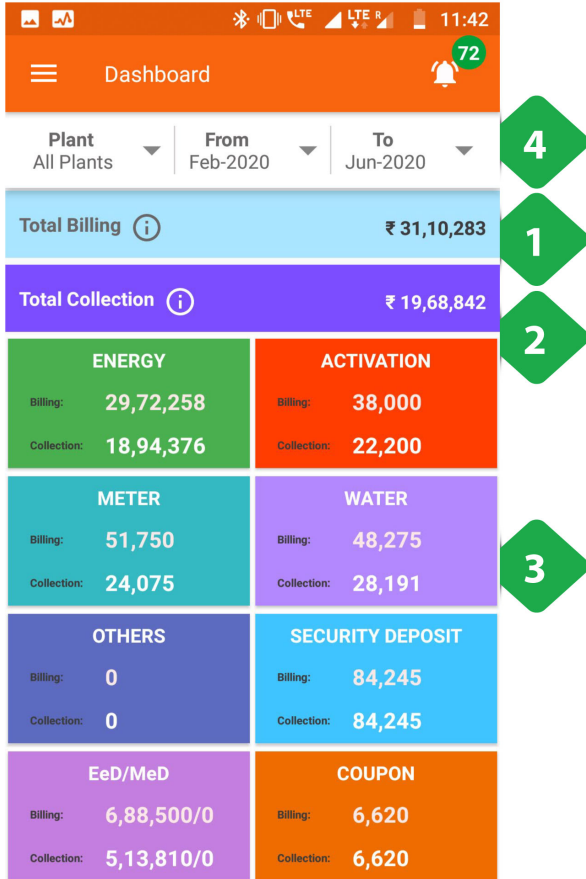 LTE LTE R 11:42
Dashboard 72
Plant From To
All Plants Feb-2020 Jun-2020
4
Total Billing i ₹ 31,10,283
1
Total Collection i ₹ 19,68,842
2
ENERGY ACTIVATION
Billing: 29,72,258 Billing: 38,000
Collection: 18,94,376 Collection: 22,200
METER WATER
Billing: 51,750 Billing: 48,275
3
Collection: 24,075 Collection: 28,191
OTHERS SECURITY DEPOSIT
Billing: 0 Billing: 84,245
Collection: 0 Collection: 84,245
EeD/MeD COUPON
Billing: 6,88,500/0 Billing: 6,620
Collection: 5,13,810/0 Collection: 6,620